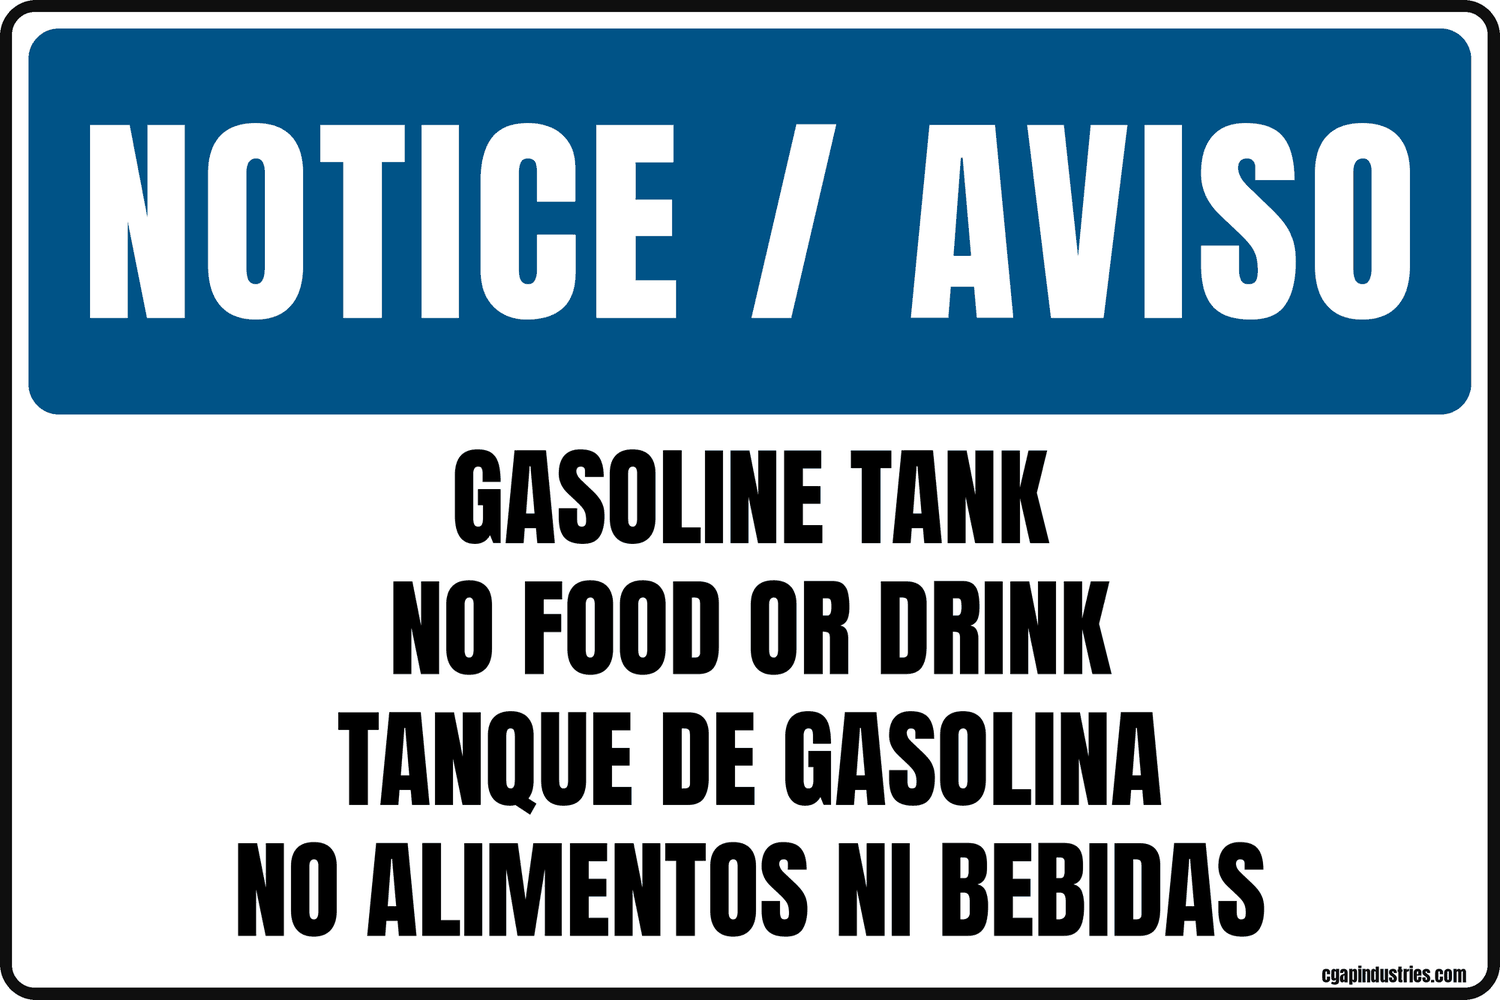 NOTICE / AVISO
GASOLINE TANK
NO FOOD OR DRINK
TANQUE DE GASOLINA
NO ALIMENTOS NI BEBIDAS
cgapindustries.com